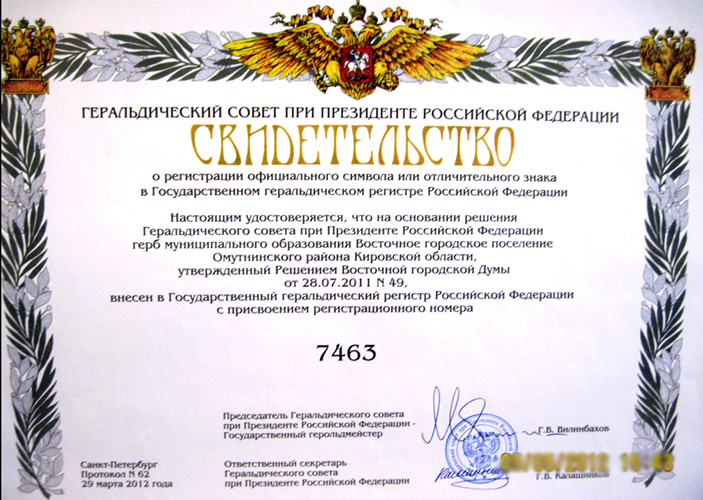 ГЕРАЛЬДИЧЕСКИЙ СОВЕТ ПРИ ПРЕЗИДЕНТЕ РОССИЙСКОЙ ФЕДЕРАЦИИ
СВИДЕТЕЛЬСТВО
о регистрации официального символа или отличительного знака
в Государственном геральдическом регистре Российской Федерации
Настоящим удостоверяется, что на основании решения
Геральдического совета при Президенте Российской Федерации
герб муниципального образования Восточное городское поселение
Омутнинского района Кировской области,
утвержденный Решением Восточной городской Думы
от 28.07.2011 N 49,
внесен в Государственный геральдический регистр Российской Федерации
с присвоением регистрационного номера
7463
Председатель Геральдического совета
при Президенте Российской Федерации -
Государственный герольдмейстер
Г.В. Вилинбахов
Санкт-Петербург
Протокол N 62
29 марта 2012 года
Ответственный секретарь
Геральдического совета
при Президенте Российской Федерации
Г.В. Калашников